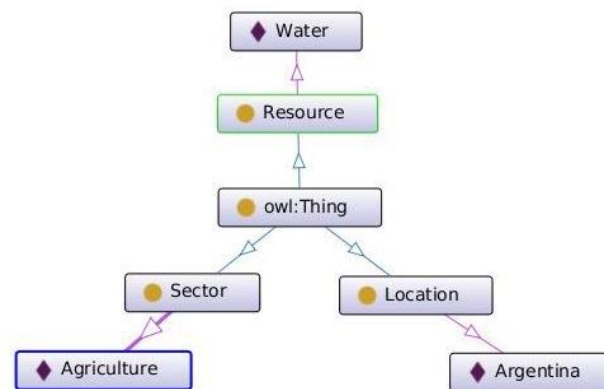 Water
Resource
owl:Thing
Sector
Location
Agriculture
Argentina